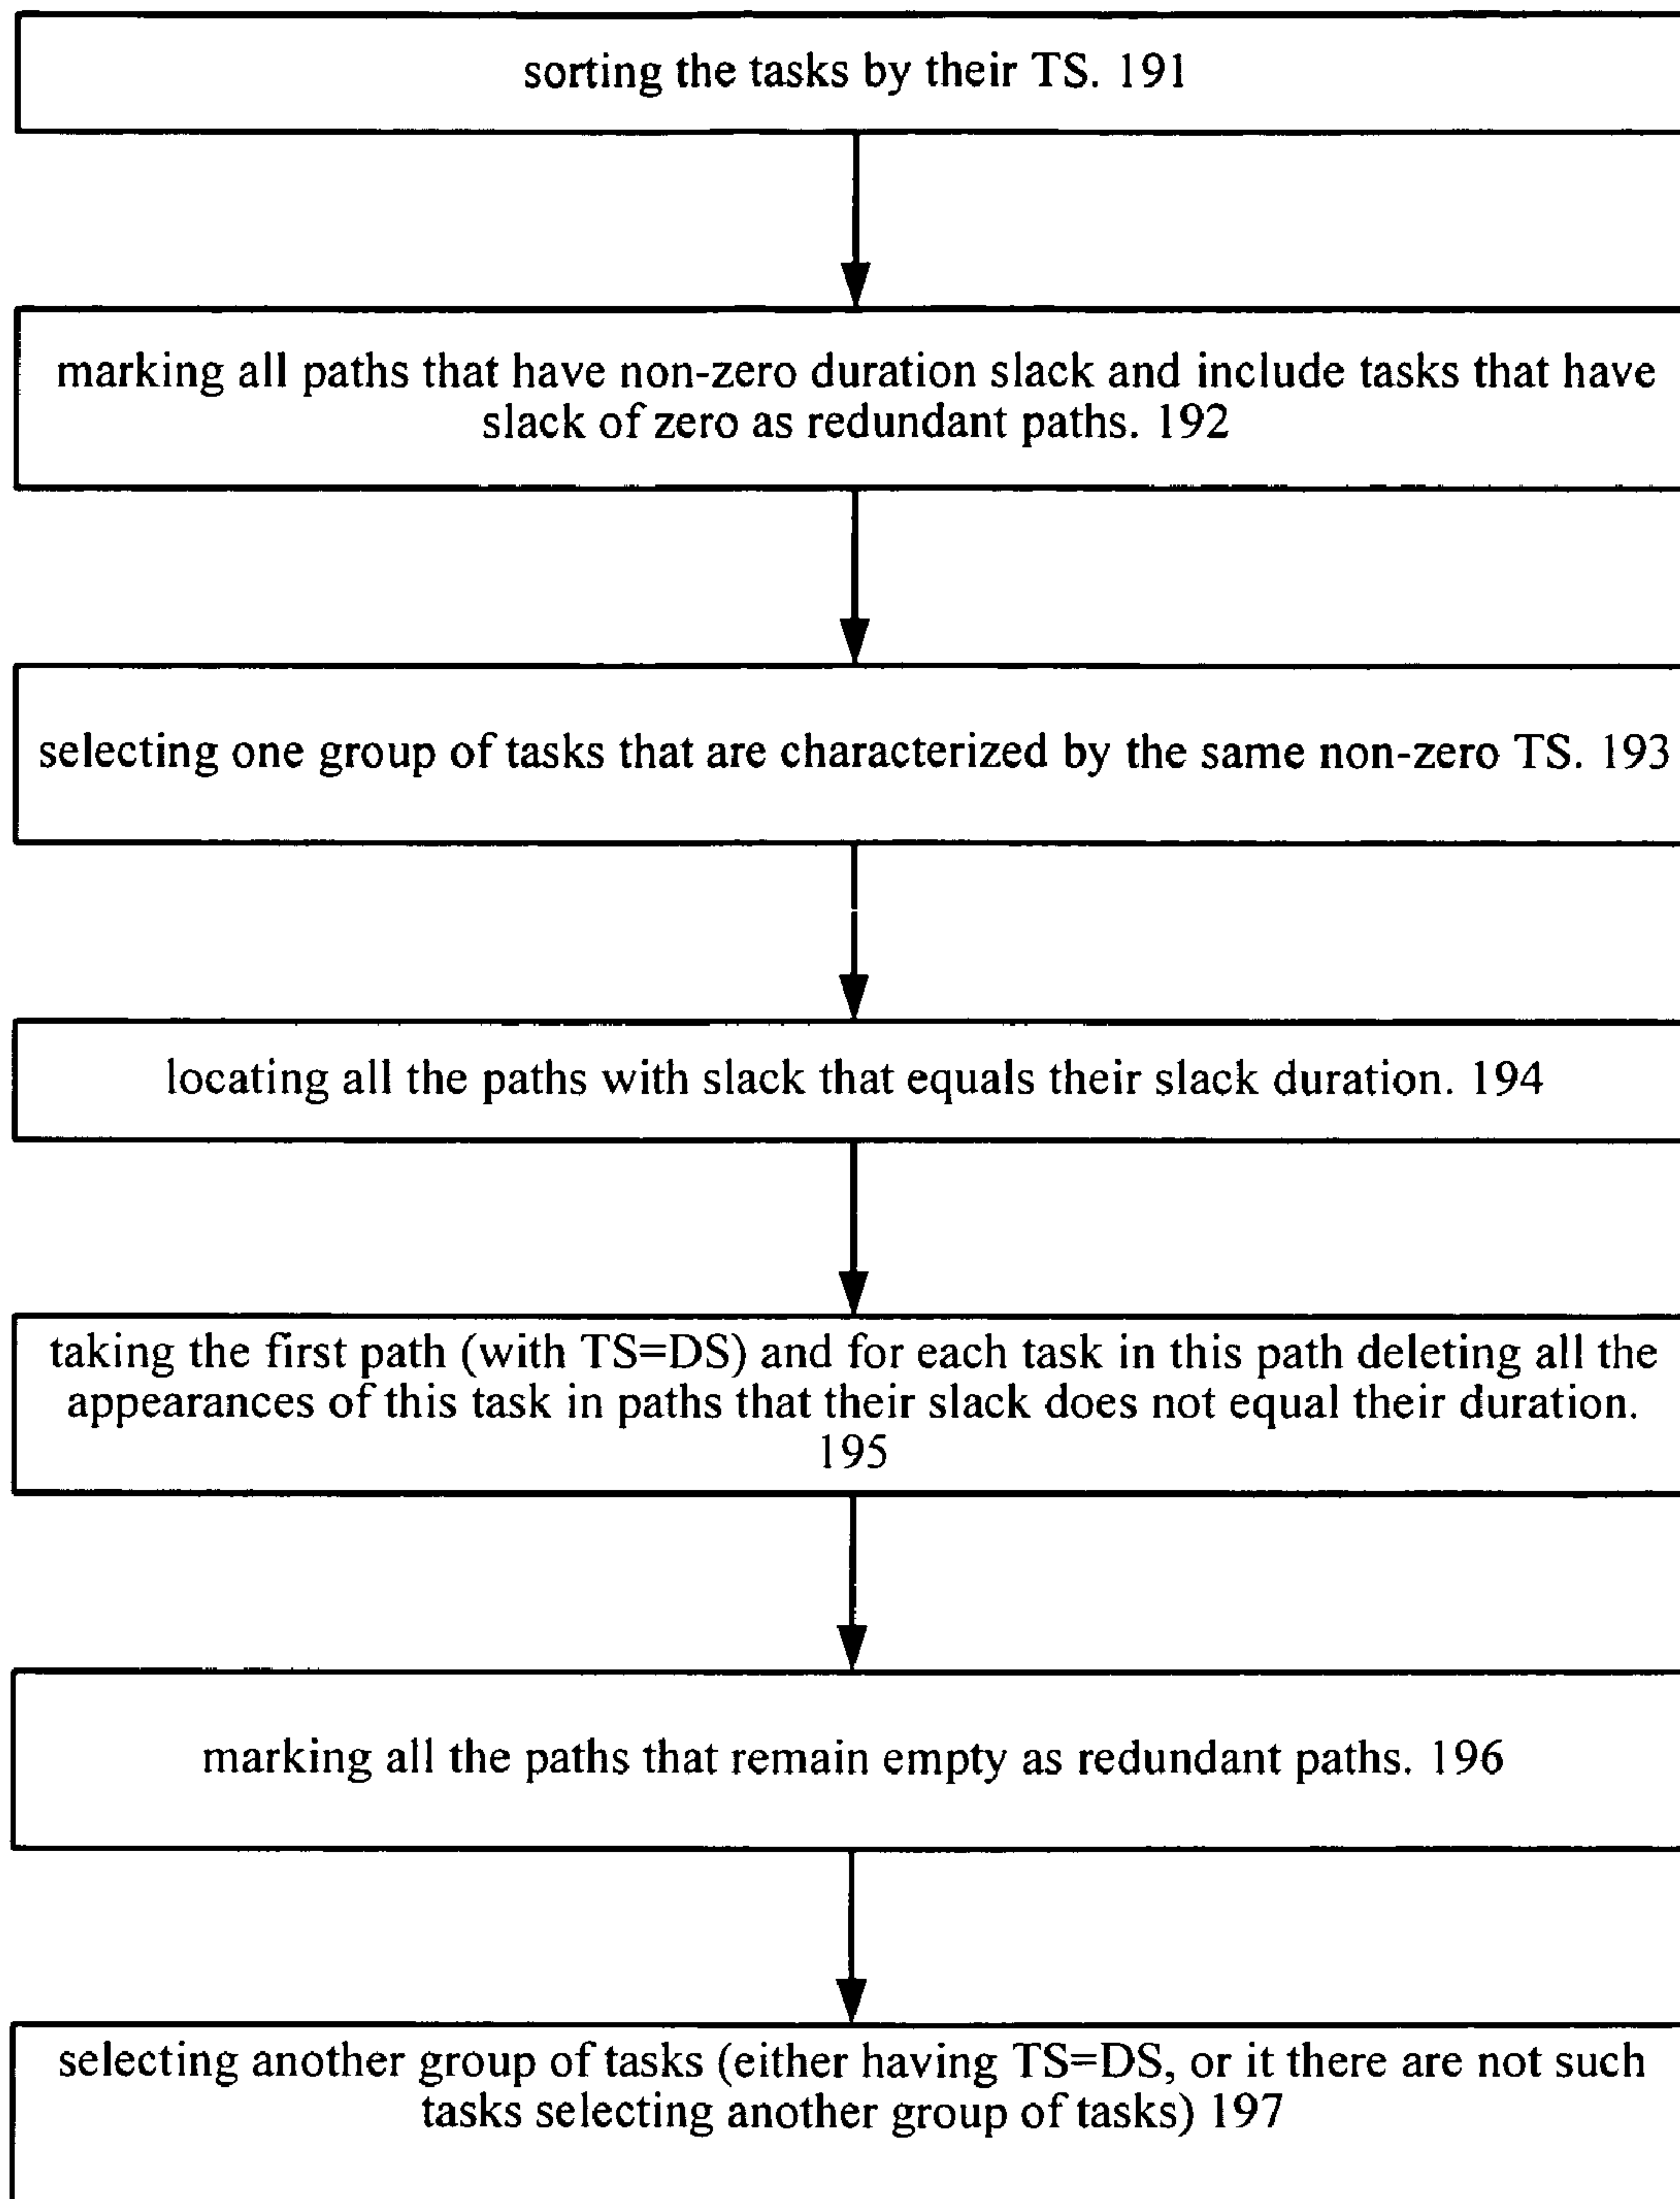 sorting the tasks by their TS. 191
marking all paths that have non-zero duration slack and include tasks that have
slack of zero as redundant paths. 192
selecting one group of tasks that are characterized by the same non-zero TS. 193
locating all the paths with slack that equals their slack duration. 194
taking the first path (with TS=DS) and for each task in this path deleting all the
appearances of this task in paths that their slack does not equal their duration.
195
marking all the paths that remain empty as redundant paths. 196
selecting another group of tasks (either having TS=DS, or it there are not such
tasks selecting another group of tasks) 197